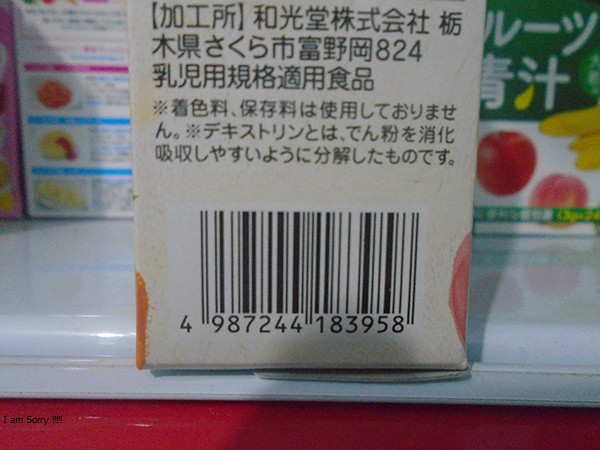 【加工所】和光堂株式会社 栃
木県さくら市富野岡824
乳児用規格適用食品
※着色料、保存料は使用しておりませ
ん。※デキストリンとは、でん粉を消化
吸収しやすいように分解したものです。
ルーツ
青汁
4 987244 183958
I am Sorry !!!!!